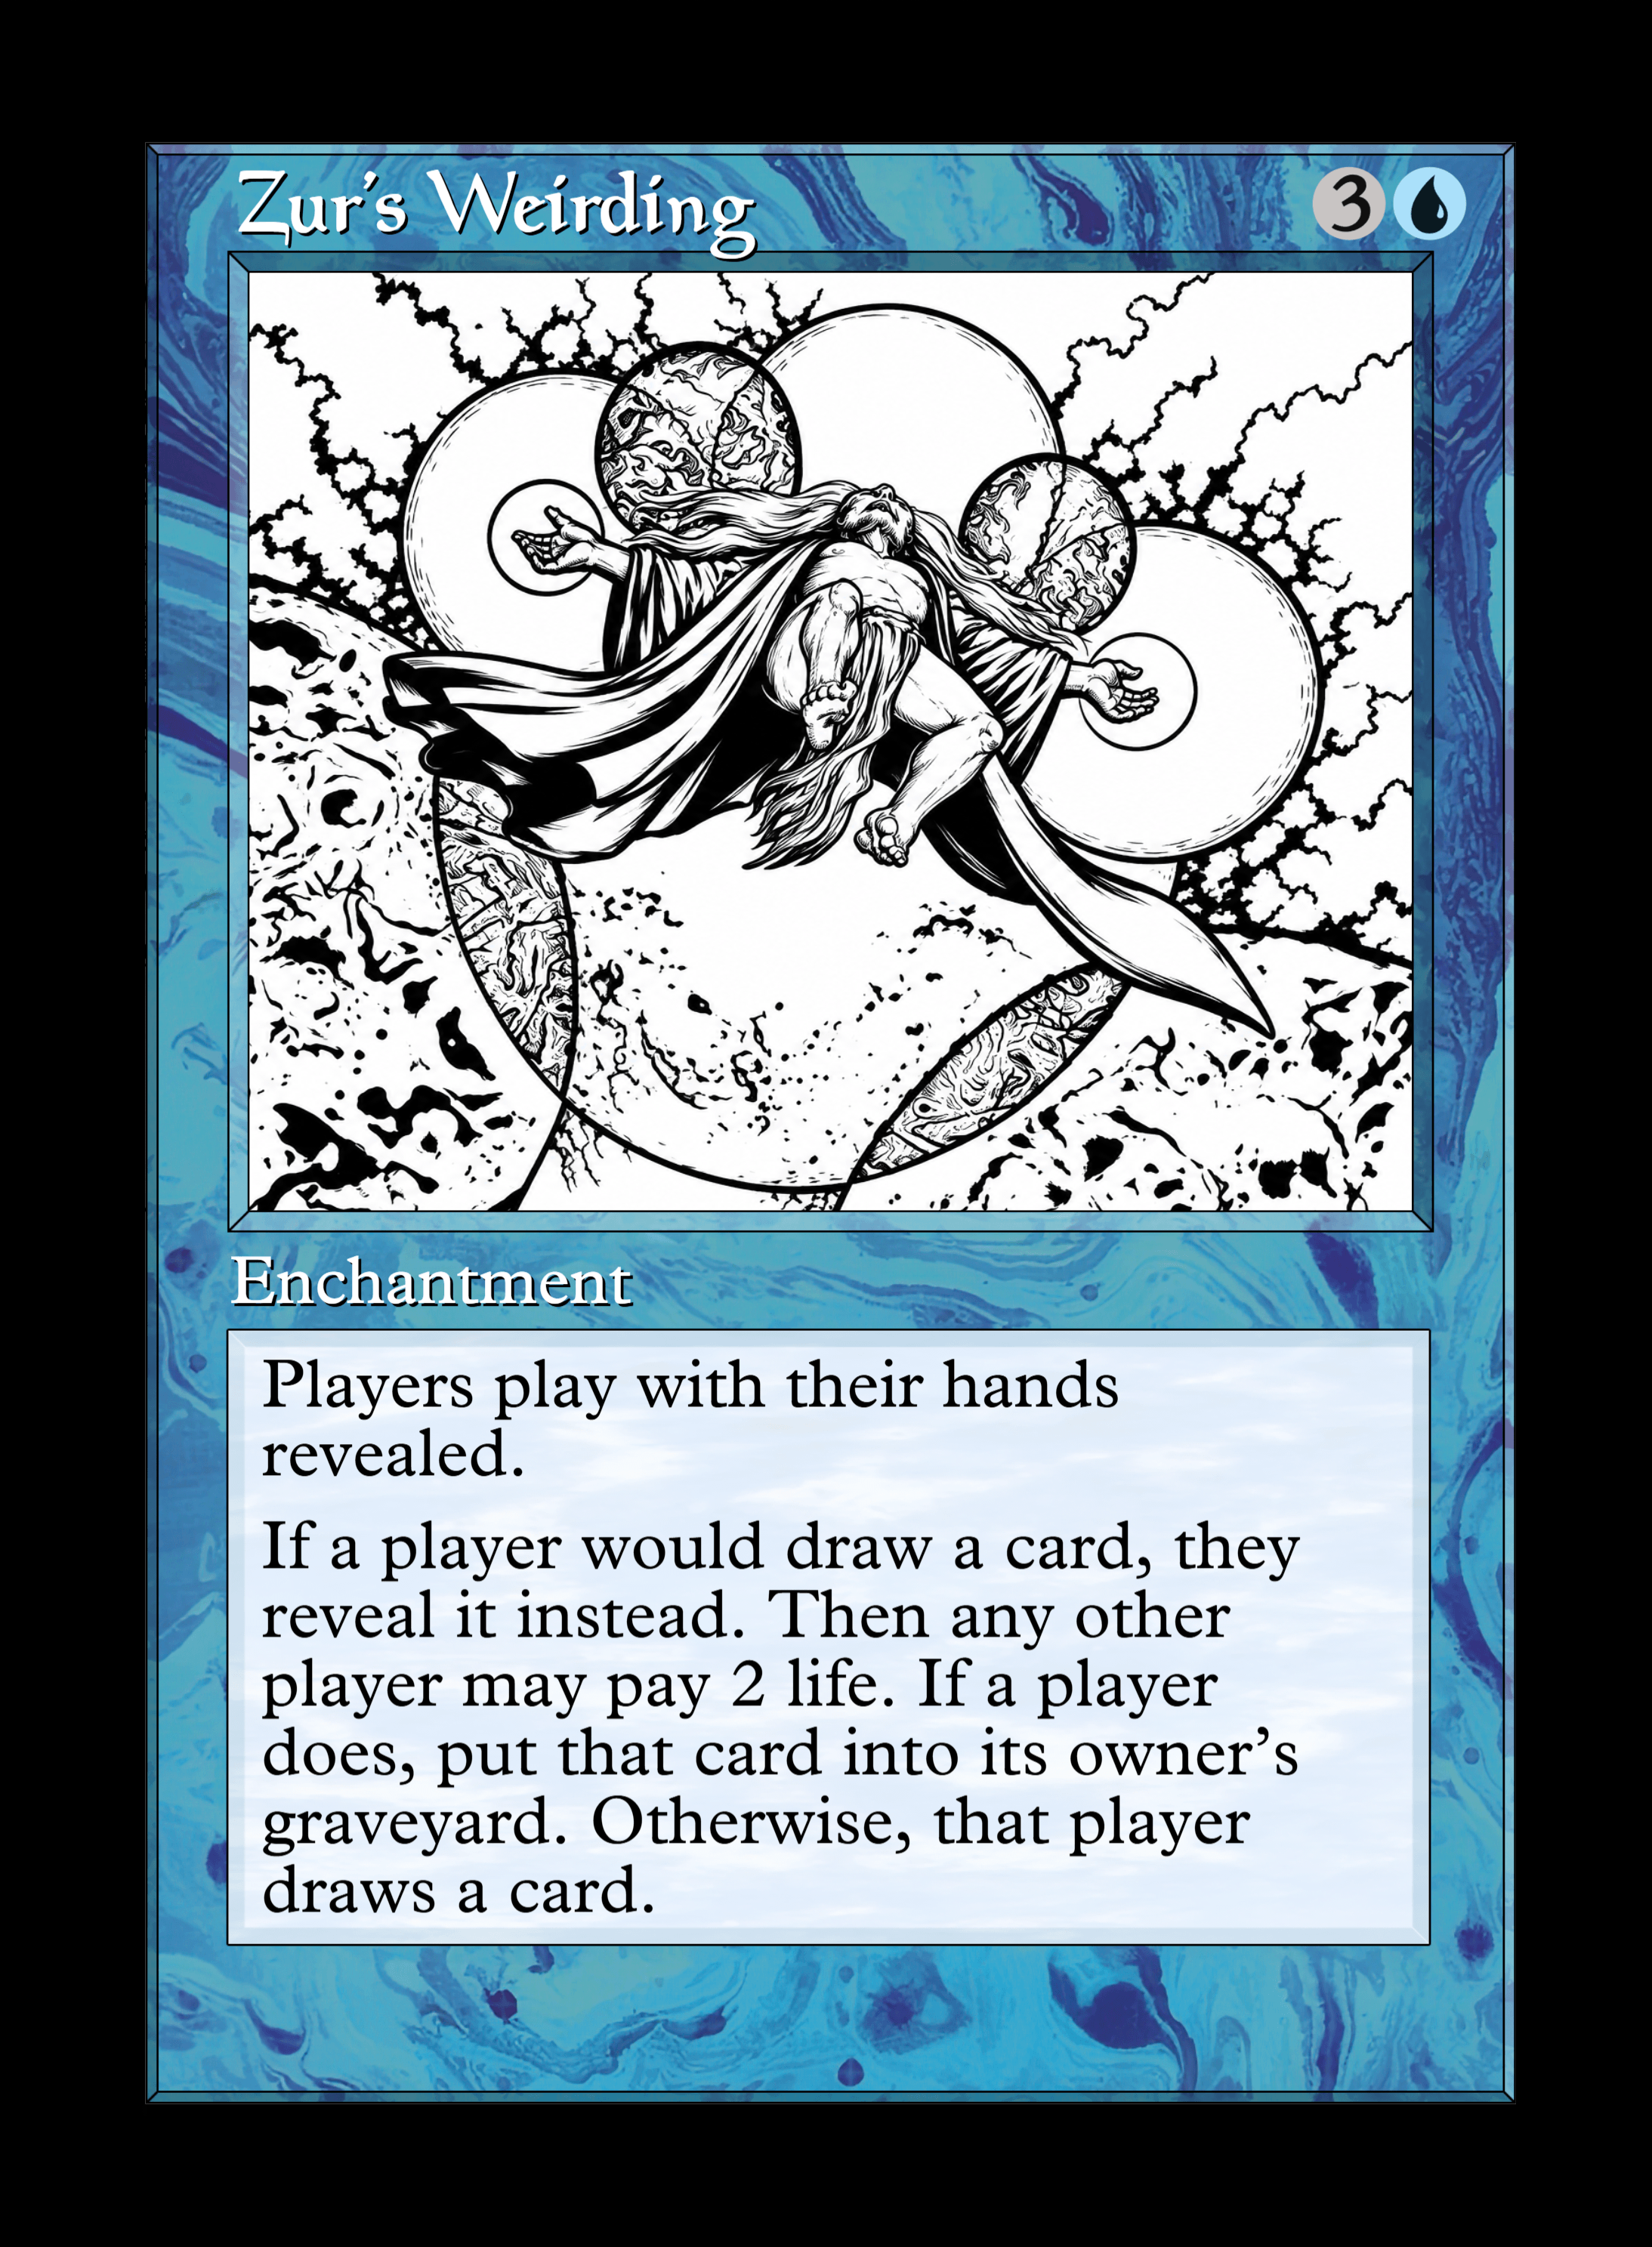 Zur's Weirding 3
Enchantment
Players play with their hands
revealed.
If a player would draw a card, they
reveal it instead. Then any other
player may pay 2 life. If a player
does, put that card into its owner's
graveyard. Otherwise, that player
draws a card.